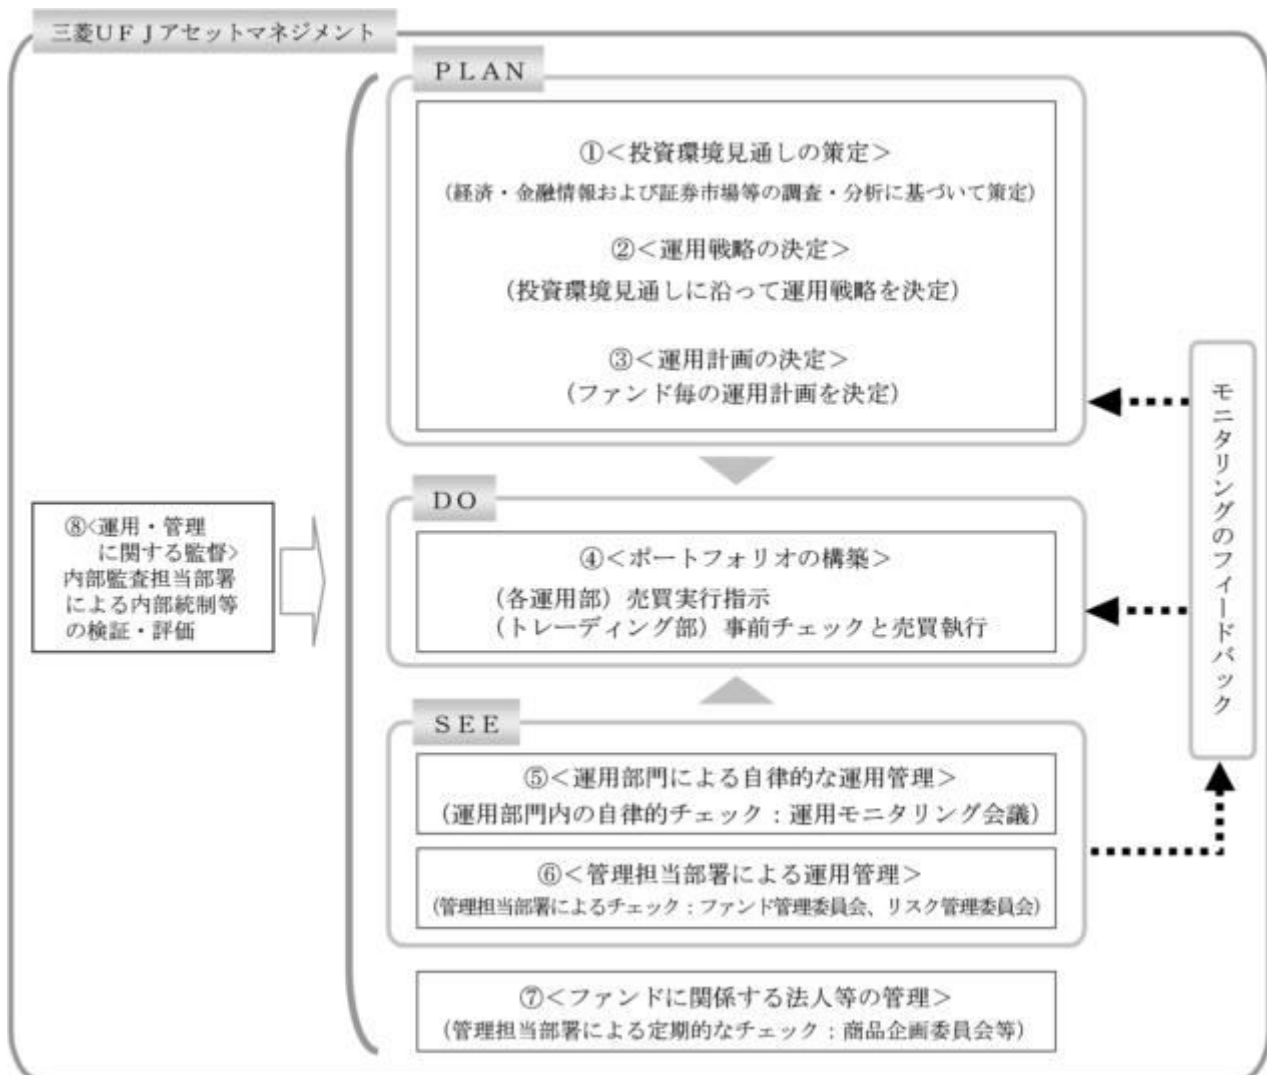 三菱UFJアセットマネジメント
PLAN
①<投資環境見通しの策定>
(経済・金融情報および証券市場等の調査・分析に基づいて策定)
②<運用戦略の決定>
(投資環境見通しに沿って運用戦略を決定)
③<運用計画の決定>
(ファンド毎の運用計画を決定)
DO
④<ポートフォリオの構築>
(各運用部)売買実行指示
(トレーディング部)事前チェックと売買執行
SEE
⑤<運用部門による自律的な運用管理>
(運用部門内の自律的チェック:運用モニタリング会議)
⑥<管理担当部署による運用管理>
(管理担当部署によるチェック:ファンド管理委員会、リスク管理委員会)
⑦<ファンドに関係する法人等の管理>
(管理担当部署による定期的なチェック:商品企画委員会等)
⑧<運用・管理
に関する監督>
内部監査担当部署
による内部統制等
の検証・評価
モニタリングのフィードバック